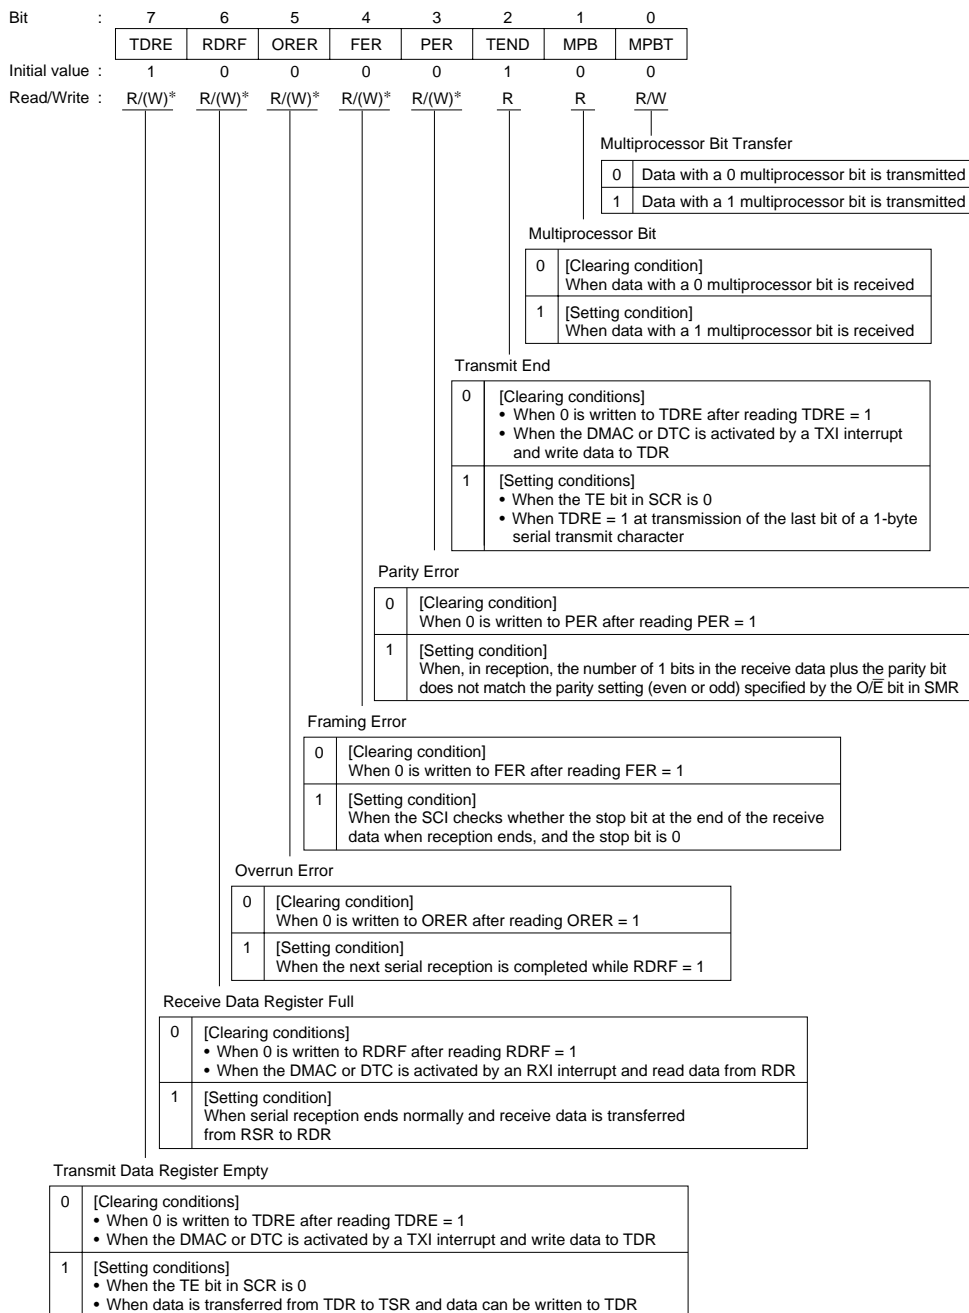 Bit : 7 6 5 4 3 2 1 0
TDRE RDRF ORER FER PER TEND MPB MPBT
Initial value : 1 0 0 0 0 1 0 0
Read/Write : R/(W)* R/(W)* R/(W)* R/(W)* R/(W)* R R R/W
Multiprocessor Bit Transfer
0 Data with a 0 multiprocessor bit is transmitted
1 Data with a 1 multiprocessor bit is transmitted
Multiprocessor Bit
0 [Clearing condition]
When data with a 0 multiprocessor bit is received
1 [Setting condition]
When data with a 1 multiprocessor bit is received
Transmit End
0 [Clearing conditions]
• When 0 is written to TDRE after reading TDRE = 1
• When the DMAC or DTC is activated by a TXI interrupt
and write data to TDR
1 [Setting conditions]
• When the TE bit in SCR is 0
• When TDRE = 1 at transmission of the last bit of a 1-byte
serial transmit character
Parity Error
0 [Clearing condition]
When 0 is written to PER after reading PER = 1
1 [Setting condition]
When, in reception, the number of 1 bits in the receive data plus the parity bit
does not match the parity setting (even or odd) specified by the O/E̅ bit in SMR
Framing Error
0 [Clearing condition]
When 0 is written to FER after reading FER = 1
1 [Setting condition]
When the SCI checks whether the stop bit at the end of the receive
data when reception ends, and the stop bit is 0
Overrun Error
0 [Clearing condition]
When 0 is written to ORER after reading ORER = 1
1 [Setting condition]
When the next serial reception is completed while RDRF = 1
Receive Data Register Full
0 [Clearing conditions]
• When 0 is written to RDRF after reading RDRF = 1
• When the DMAC or DTC is activated by an RXI interrupt and read data from RDR
1 [Setting condition]
When serial reception ends normally and receive data is transferred
from RSR to RDR
Transmit Data Register Empty
0 [Clearing conditions]
• When 0 is written to TDRE after reading TDRE = 1
• When the DMAC or DTC is activated by a TXI interrupt and write data to TDR
1 [Setting conditions]
• When the TE bit in SCR is 0
• When data is transferred from TDR to TSR and data can be written to TDR